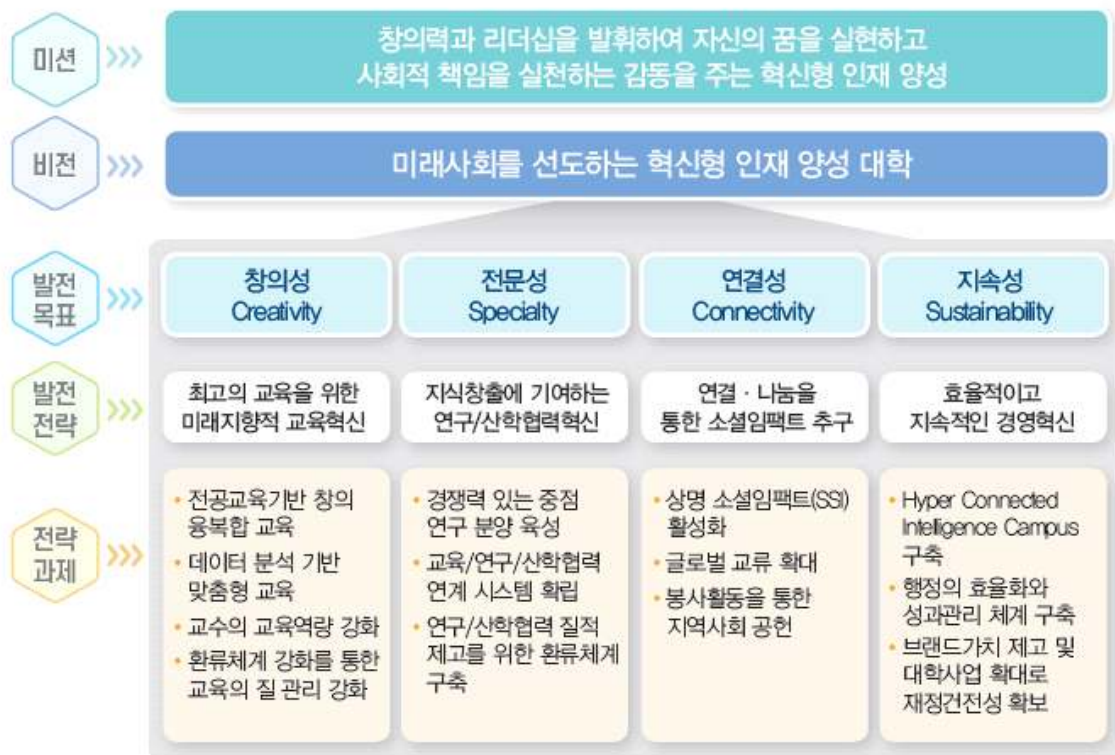 미션
창의력과 리더십을 발휘하여 자신의 꿈을 실현하고
사회적 책임을 실천하는 감동을 주는 혁신형 인재 양성
비전
미래사회를 선도하는 혁신형 인재 양성 대학
발전
목표
창의성
Creativity
전문성
Specialty
연결성
Connectivity
지속성
Sustainability
발전
전략
최고의 교육을 위한
미래지향적 교육혁신
지식창출에 기여하는
연구/산학협력혁신
연결 · 나눔을
통한 소셜임팩트 추구
효율적이고
지속적인 경영혁신
전략
과제
• 전공교육기반 창의
융복합 교육
• 데이터 분석 기반
맞춤형 교육
• 교수의 교육역량 강화
• 환류체계 강화를 통한
교육의 질 관리 강화
• 경쟁력 있는 중점
연구 분양 육성
• 교육/연구/산학협력
연계 시스템 확립
• 연구/산학협력 질적
제고를 위한 환류체계
구축
• 상명 소셜임팩트(SSI)
활성화
• 글로벌 교류 확대
• 봉사활동을 통한
지역사회 공헌
• Hyper Connected
Intelligence Campus
구축
• 행정의 효율화와
성과관리 체계 구축
• 브랜드가치 제고 및
대학사업 확대로
재정건전성 확보